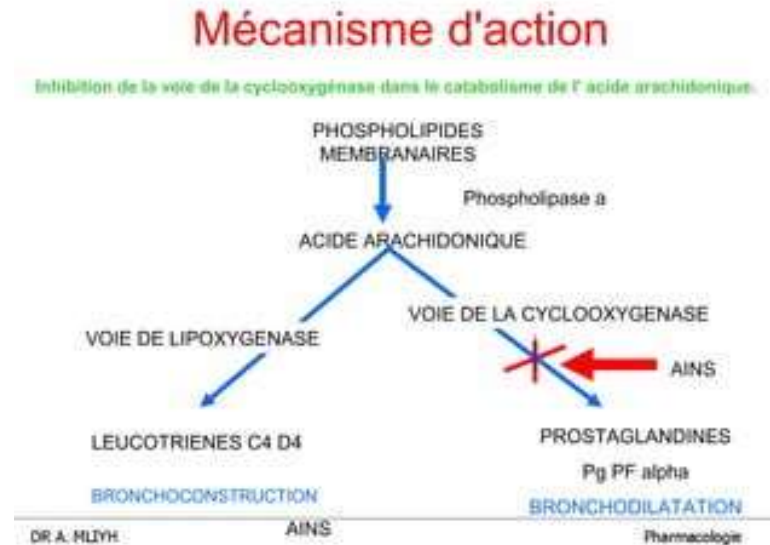 Mécanisme d'action
Inhibition de la voie de la cyclooxygénase dans le catabolisme de l' acide arachidonique.
PHOSPHOLIPIDES
MEMBRANAIRES
Phospholipase a
ACIDE ARACHIDONIQUE
VOIE DE LA CYCLOOXYGENASE
VOIE DE LIPOXYGENASE
AINS
LEUCOTRIENES C4 D4
PROSTAGLANDINES
Pg PF alpha
BRONCHOCONSTRUCTION
BRONCHODILATATION
AINS
DR A. MLIYH
Pharmacologie